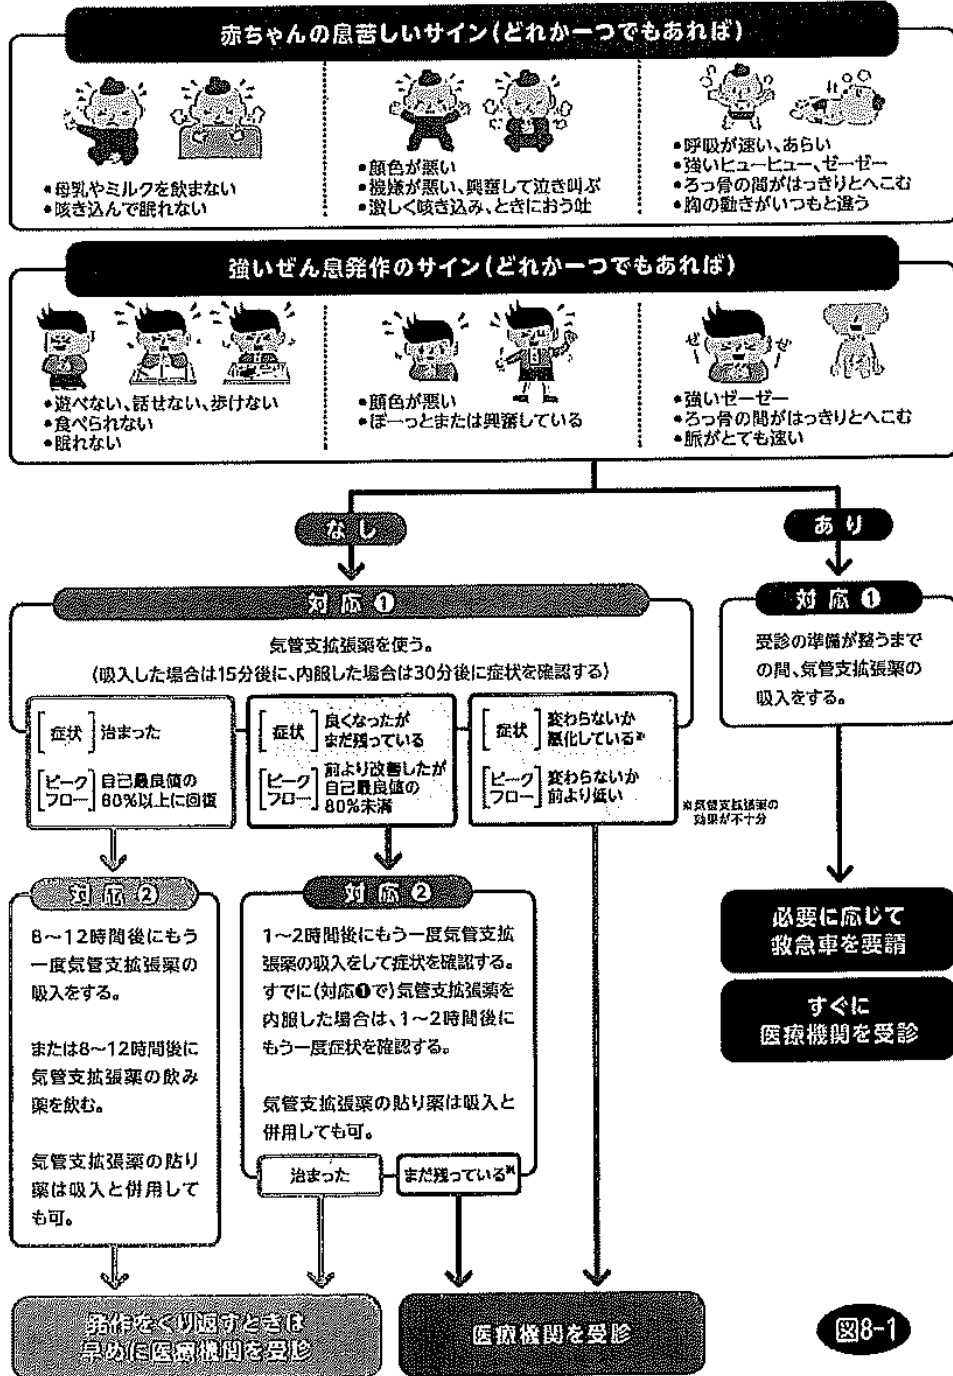 赤ちゃんの息苦しいサイン(どれか一つでもあれば)
•母乳やミルクを飲まない
•咳き込んで眠れない
•顔色が悪い
•機嫌が悪い、興奮して泣き叫ぶ
•激しく咳き込み、ときにおう吐
•呼吸が速い、あらい
•強いヒューヒュー、ゼーゼー
•ろっ骨の間がはっきりとへこむ
•胸の動きがいつもと違う
強いぜん息発作のサイン(どれか一つでもあれば)
•遊べない、話せない、歩けない
•食べられない
•眠れない
•顔色が悪い
•ぼーっとまたは興奮している
ぜー
ぜー
•強いゼーゼー
•ろっ骨の間がはっきりとへこむ
•脈がとても速い
なし
あり
対応❶
気管支拡張薬を使う。
(吸入した場合は15分後に、内服した場合は30分後に症状を確認する)
[症状] 治まった
[ピークフロー] 自己最良値の
80%以上に回復
[症状] 良くなったが
まだ残っている
[ピークフロー] 前より改善したが
自己最良値の
80%未満
[症状] 変わらないか
悪化している※
[ピークフロー] 変わらないか
前より低い
※気管支拡張薬の
効果が不十分
対応❶
受診の準備が整うまで
の間、気管支拡張薬の
吸入をする。
対応❷
8〜12時間後にもう
一度気管支拡張薬の
吸入をする。
または8〜12時間後に
気管支拡張薬の飲み
薬を飲む。
気管支拡張薬の貼り
薬は吸入と併用して
も可。
対応❷
1〜2時間後にもう一度気管支拡
張薬の吸入をして症状を確認する。
すでに(対応❶で)気管支拡張薬を
内服した場合は、1〜2時間後に
もう一度症状を確認する。
気管支拡張薬の貼り薬は吸入と
併用しても可。
治まった
まだ残っている※
必要に応じて
救急車を要請
すぐに
医療機関を受診
発作をくり返すときは
早めに医療機関を受診
医療機関を受診
図8-1